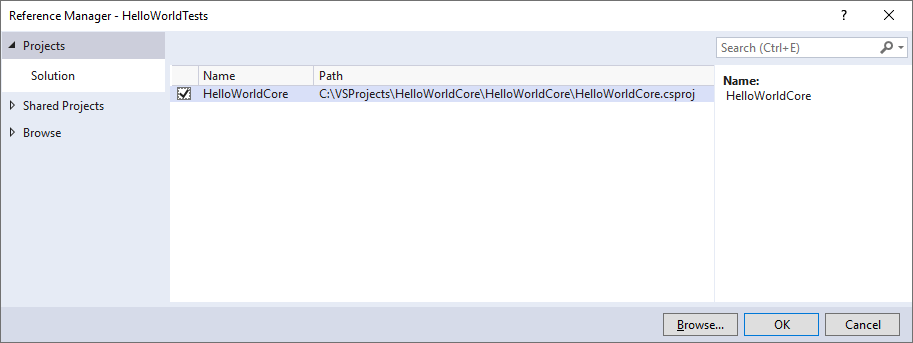 Reference Manager - HelloWorldTests
Projects
Solution
Shared Projects
Browse
Name Path
HelloWorldCore C:\VSProjects\HelloWorldCore\HelloWorldCore\HelloWorldCore.csproj
Search (Ctrl+E)
Name:
HelloWorldCore
Browse... OK Cancel